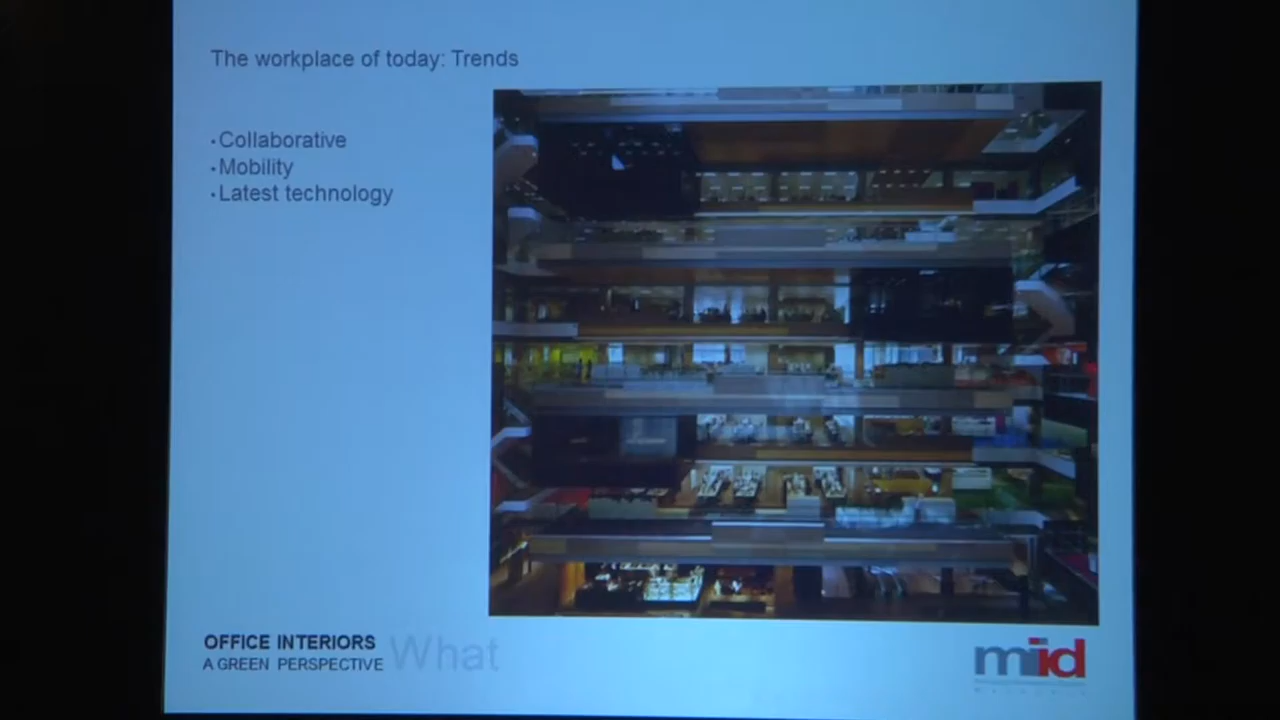 The workplace of today: Trends
·Collaborative
·Mobility
·Latest technology
OFFICE INTERIORS
A GREEN PERSPECTIVE
What
miid